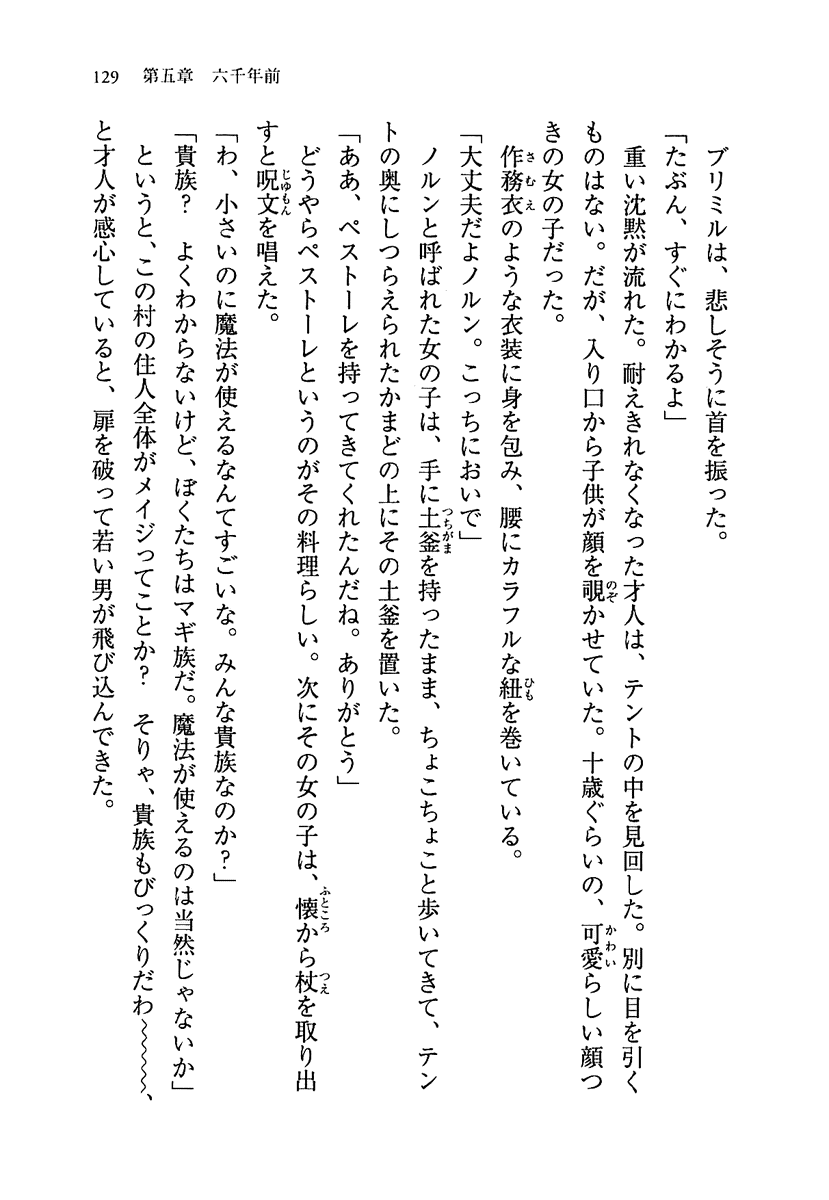 129　第五章　六千年前
　ブリミルは、悲しそうに首を振った。
「たぶん、すぐにわかるよ」
　重い沈黙が流れた。耐えきれなくなった才人は、テントの中を見回した。別に目を引く
ものはない。だが、入り口から子供が顔を覗かせていた。十歳ぐらいの、可愛らしい顔つ
きの女の子だった。
　作務衣のような衣装に身を包み、腰にカラフルな紐を巻いている。
「大丈夫だよノルン。こっちにおいで」
　ノルンと呼ばれた女の子は、手に土釜を持ったまま、ちょこちょこと歩いてきて、テン
トの奥にしつらえられたかまどの上にその土釜を置いた。
「ああ、ペストーレを持ってきてくれたんだね。ありがとう」
　どうやらペストーレというのがその料理らしい。次にその女の子は、懐から杖を取り出
すと呪文を唱えた。
「わ、小さいのに魔法が使えるなんてすごいな。みんな貴族なのか？」
「貴族？　よくわからないけど、ぼくたちはマギ族だ。魔法が使えるのは当然じゃないか」
　というと、この村の住人全体がメイジってことか？　そりゃ、貴族もびっくりだわ〜〜〜〜〜、
と才人が感心していると、扉を破って若い男が飛び込んできた。